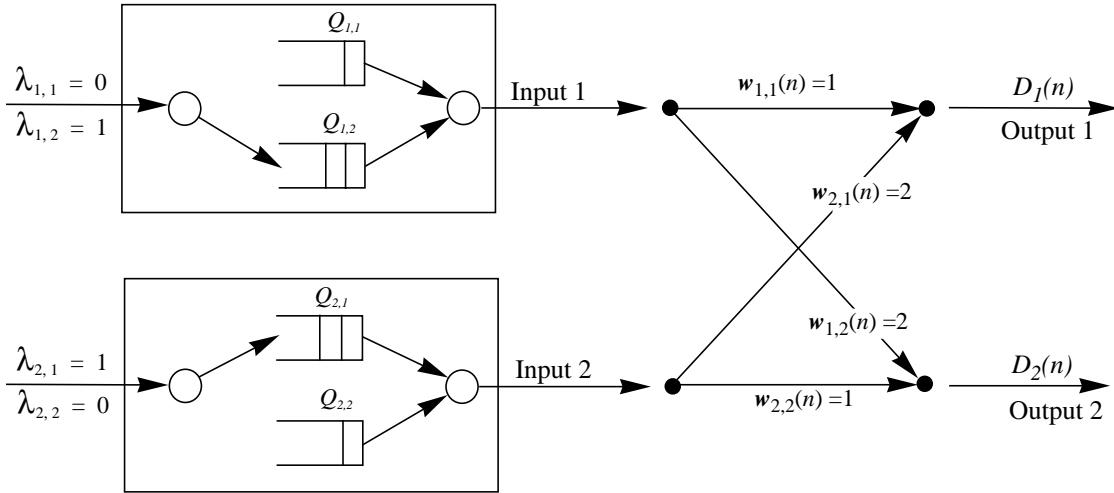 Q1,1
λ1, 1 = 0
λ1, 2 = 1
Q1,2
Input 1
w1,1(n) =1
D1(n)
Output 1
w2,1(n) =2
Q2,1
w1,2(n) =2
λ2, 1 = 1
λ2, 2 = 0
Q2,2
Input 2
w2,2(n) =1
D2(n)
Output 2